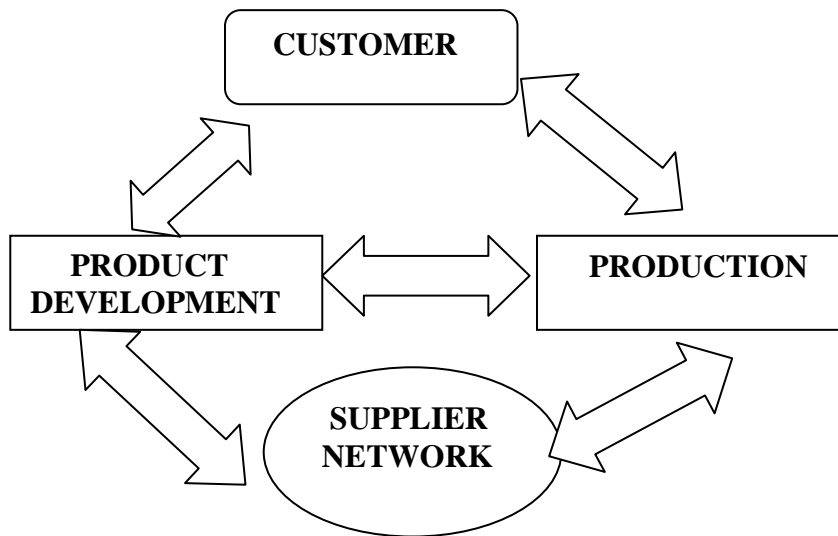 CUSTOMER
PRODUCT
DEVELOPMENT
PRODUCTION
SUPPLIER
NETWORK